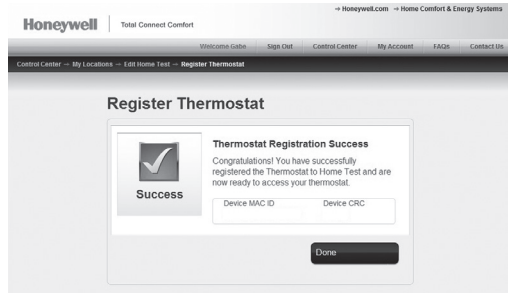 → Honeywell.com → Home Comfort & Energy Systems
Honeywell Total Connect Comfort
Welcome Gabe Sign Out Control Center My Account FAQs Contact Us
Control Center → My Locations → Edit Home Test → Register Thermostat
Register Thermostat
Thermostat Registration Success
Congratulations! You have successfully
registered the Thermostat to Home Test and are
now ready to access your thermostat.
Success
Device MAC ID Device CRC
Done